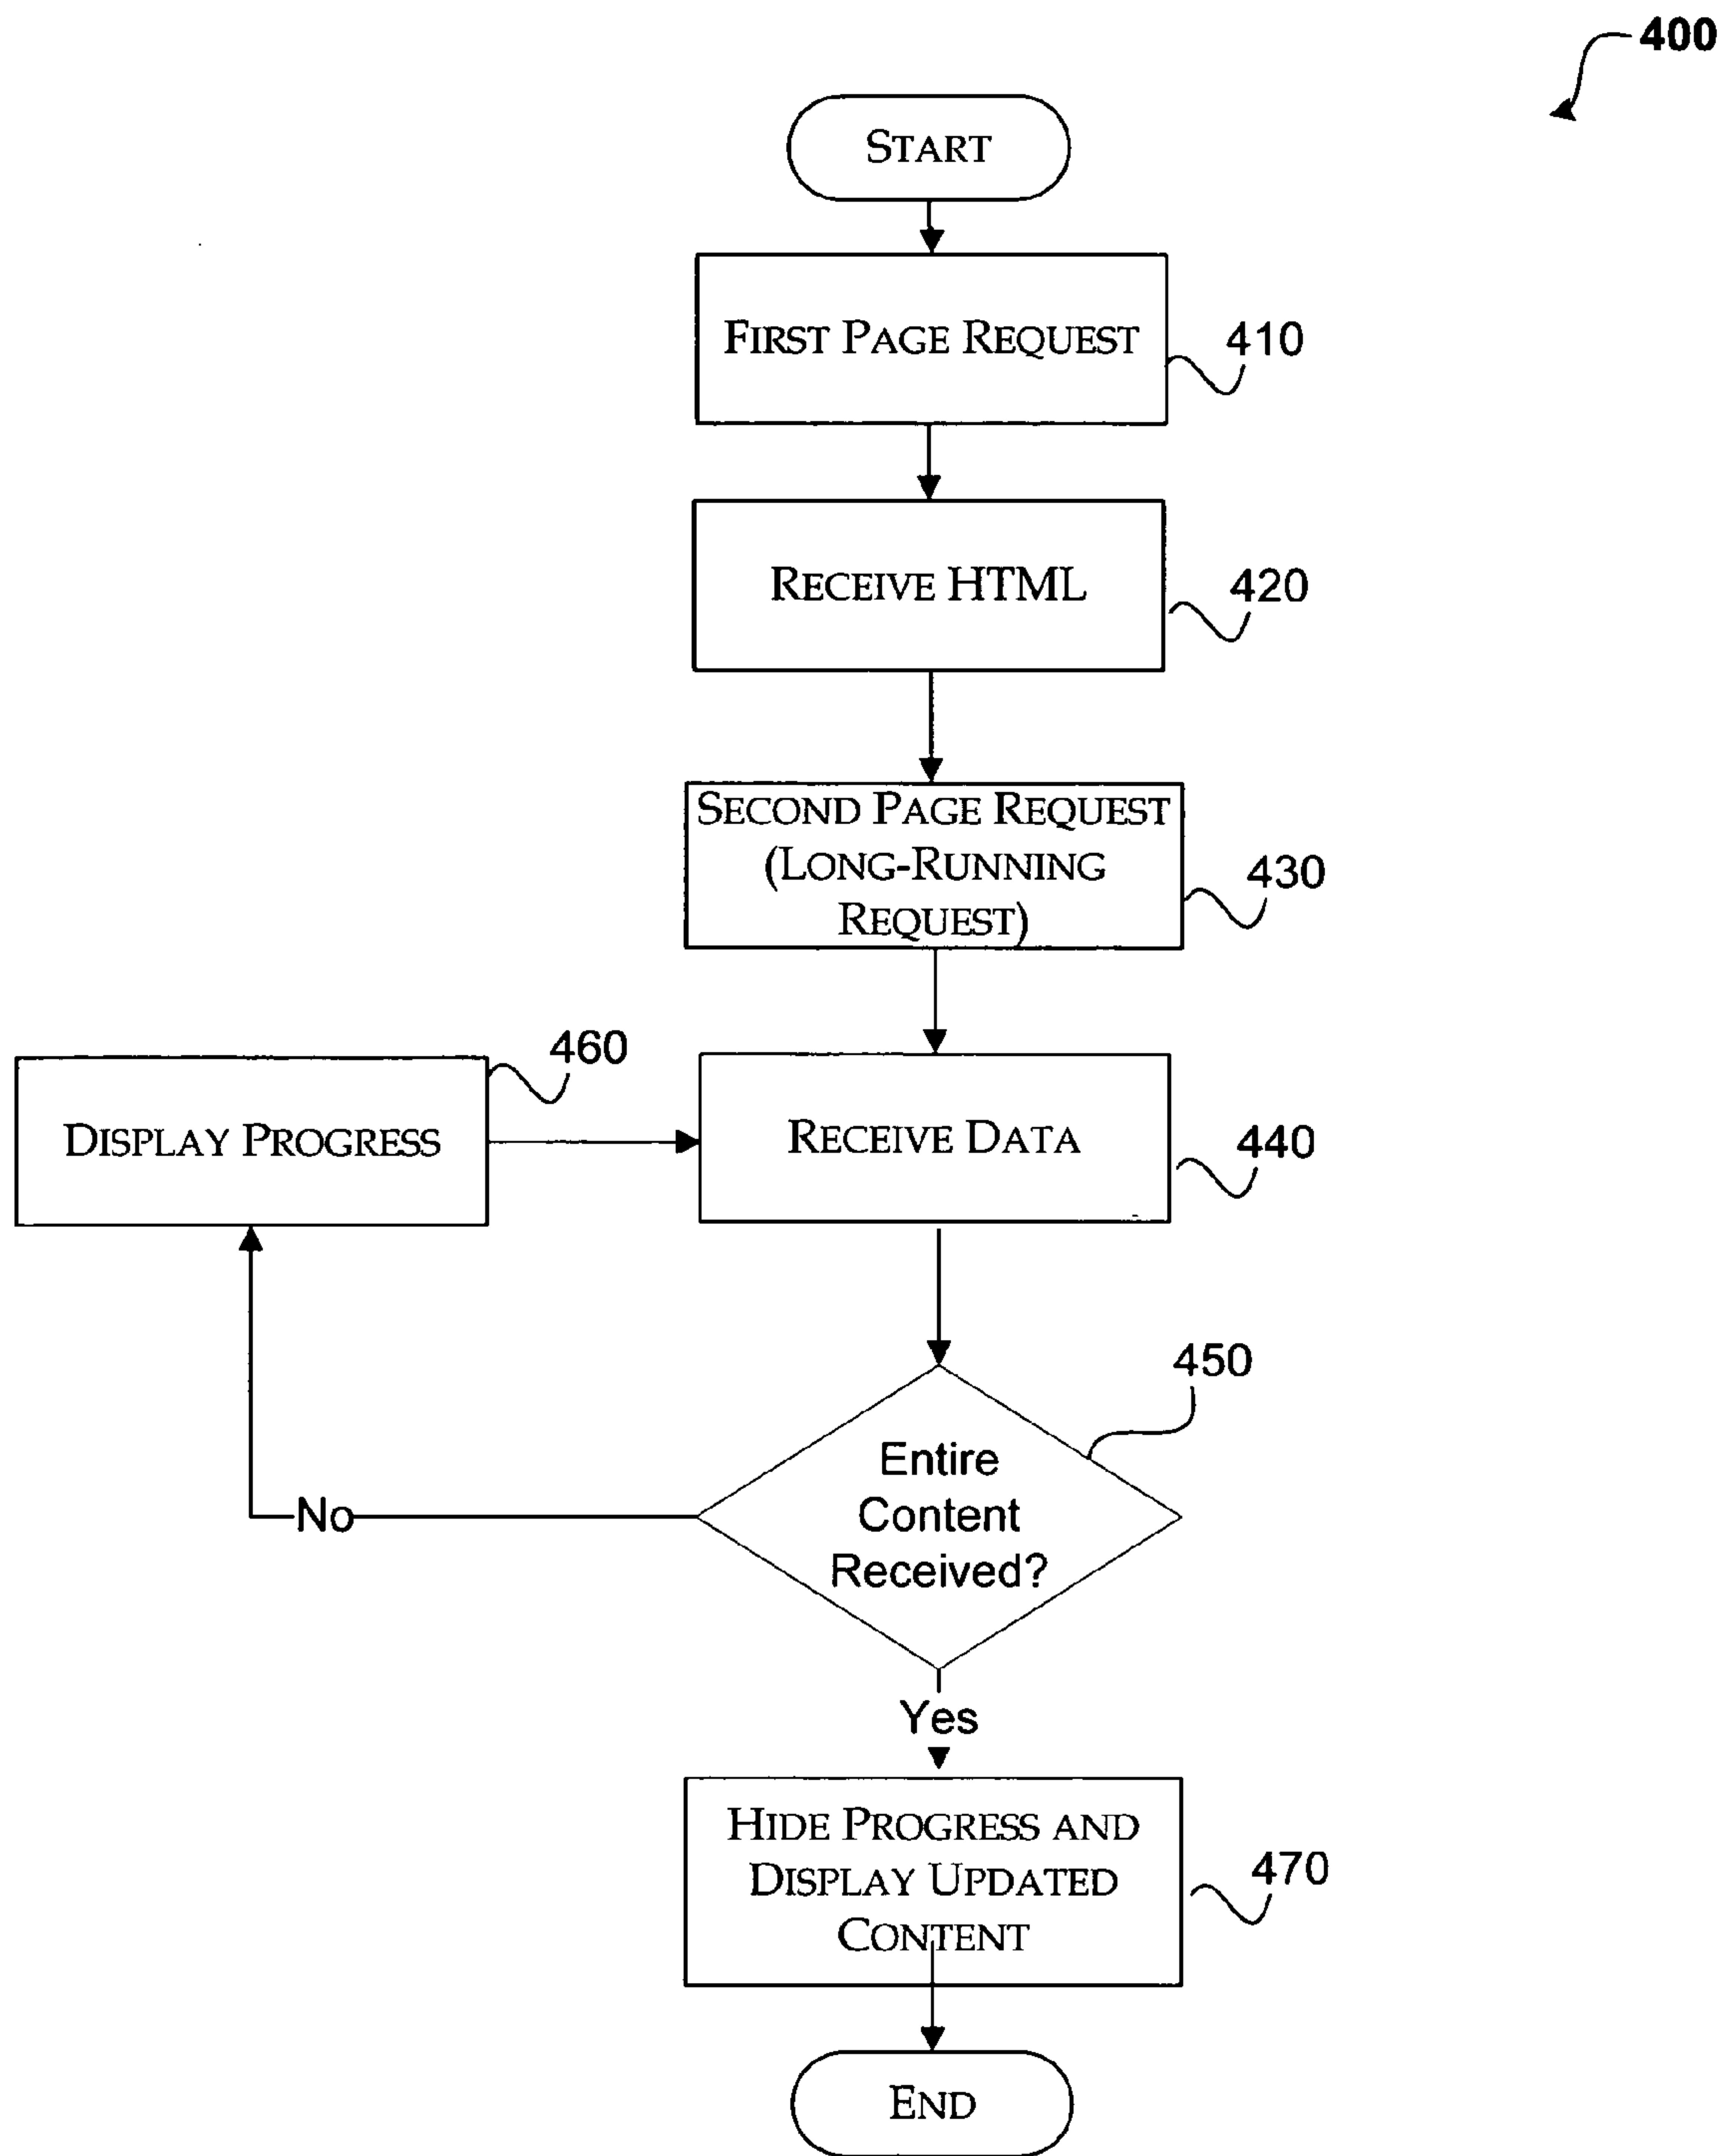 400
START
FIRST PAGE REQUEST
410
RECEIVE HTML
420
SECOND PAGE REQUEST
(LONG-RUNNING
REQUEST)
430
460
DISPLAY PROGRESS
RECEIVE DATA
440
450
Entire
Content
Received?
No
Yes
HIDE PROGRESS AND
DISPLAY UPDATED
CONTENT
470
END